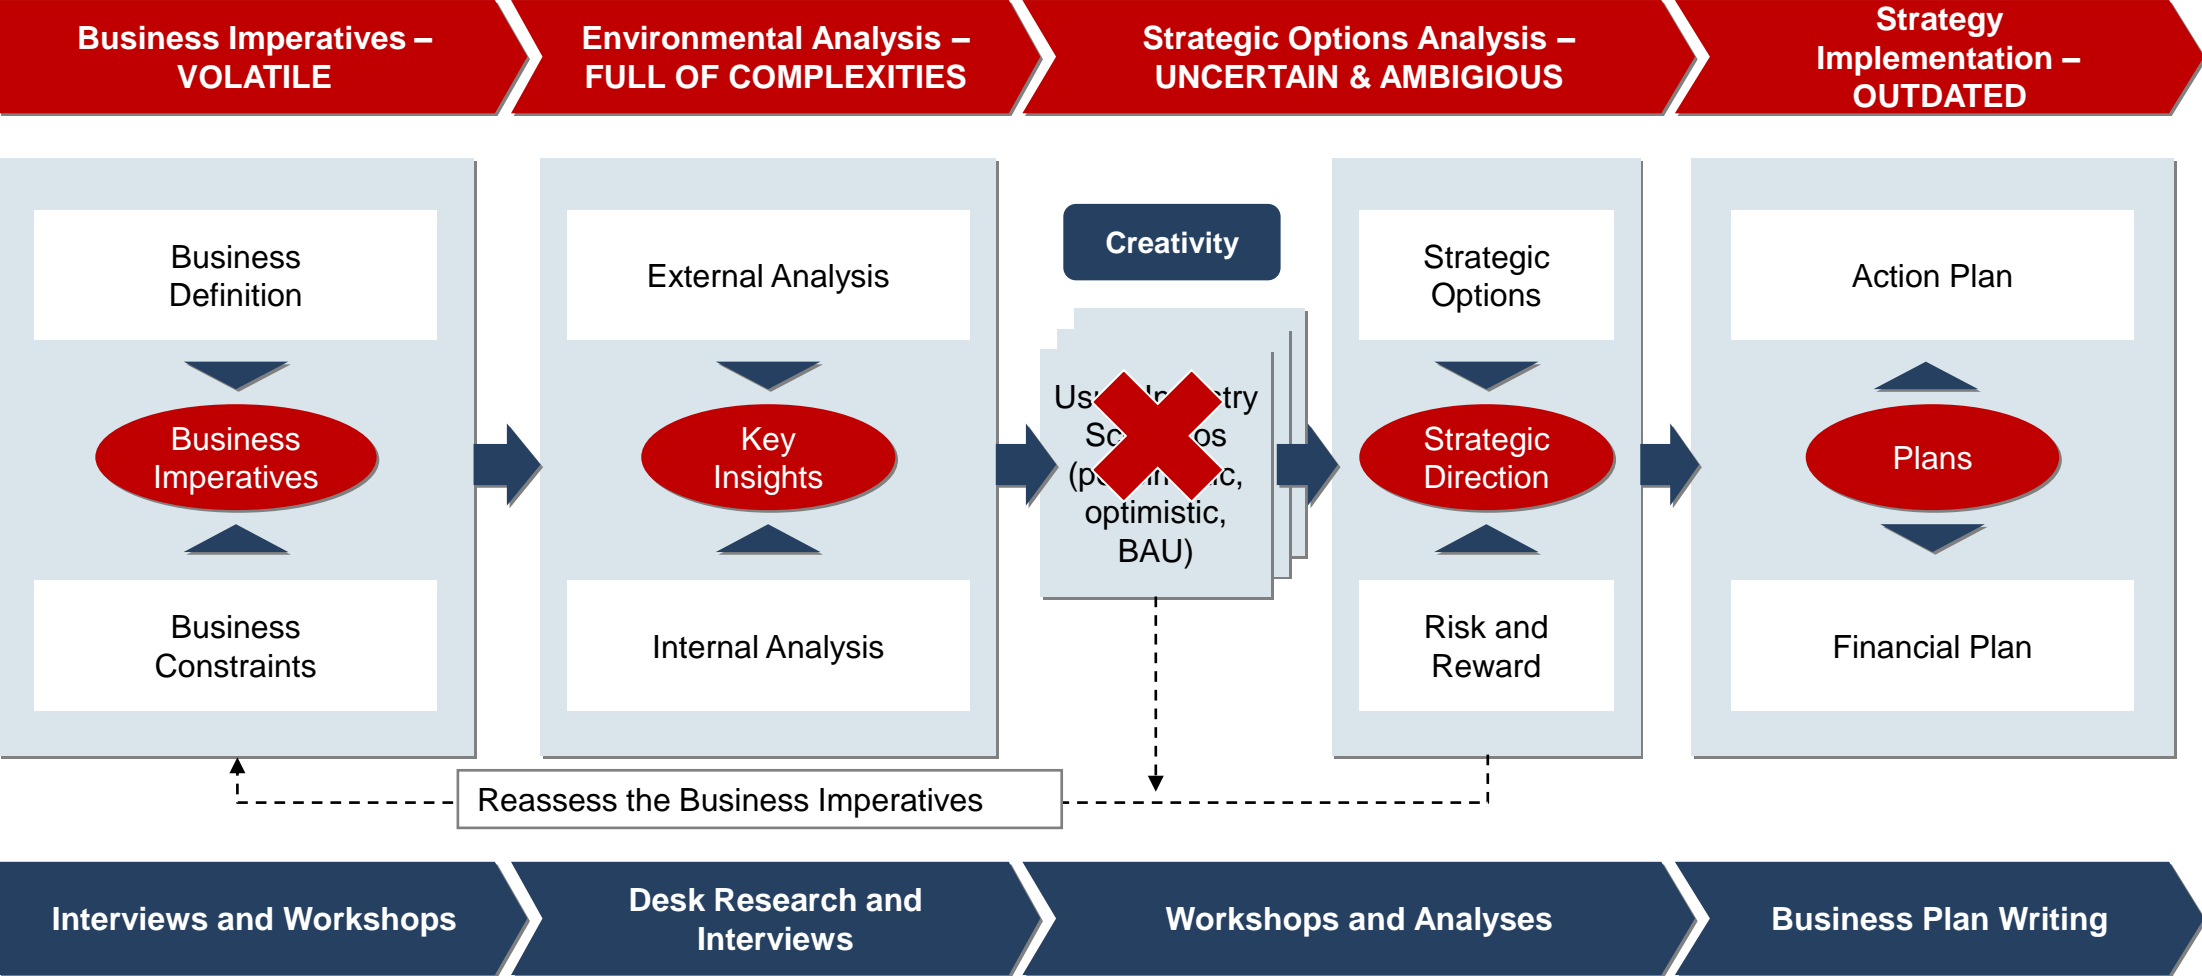 Business Imperatives –
VOLATILE
Environmental Analysis –
FULL OF COMPLEXITIES
Strategic Options Analysis –
UNCERTAIN & AMBIGIOUS
Strategy
Implementation –
OUTDATED
Business
Definition
Business
Imperatives
Business
Constraints
External Analysis
Key
Insights
Internal Analysis
Creativity
optimistic,
BAU)
Strategic
Options
Strategic
Direction
Risk and
Reward
Action Plan
Plans
Financial Plan
Reassess the Business Imperatives
Interviews and Workshops
Desk Research and
Interviews
Workshops and Analyses
Business Plan Writing